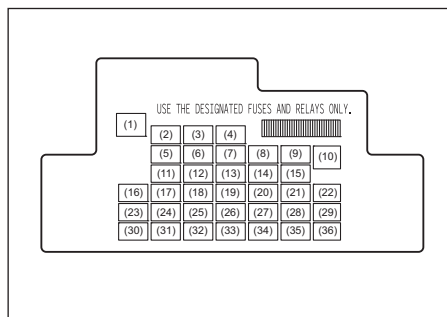 USE THE DESIGNATED FUSES AND RELAYS ONLY.
(1)
(2) (3) (4)
(5) (6) (7) (8) (9) (10)
(11) (12) (13) (14) (15)
(16) (17) (18) (19) (20) (21) (22)
(23) (24) (25) (26) (27) (28) (29)
(30) (31) (32) (33) (34) (35) (36)